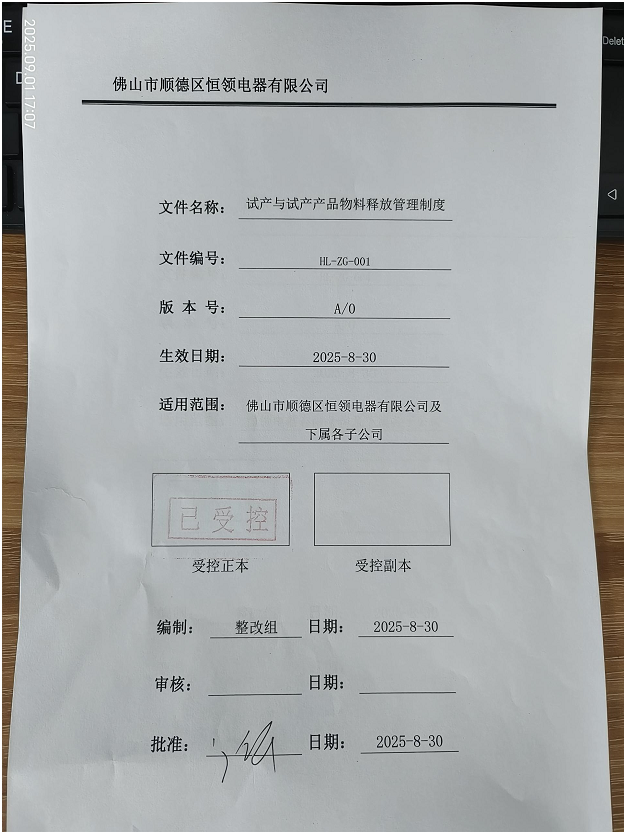 2025.09.01 17:07
E
D
Delet
佛山市顺德区恒领电器有限公司
文件名称： 试产与试产产品物料释放管理制度
文件编号： HL-ZG-001
版 本 号： A/0
生效日期： 2025-8-30
适用范围： 佛山市顺德区恒领电器有限公司及
下属各子公司
已受控
受控正本 受控副本
编制： 整改组 日期： 2025-8-30
审核： 日期：
批准： 日期： 2025-8-30